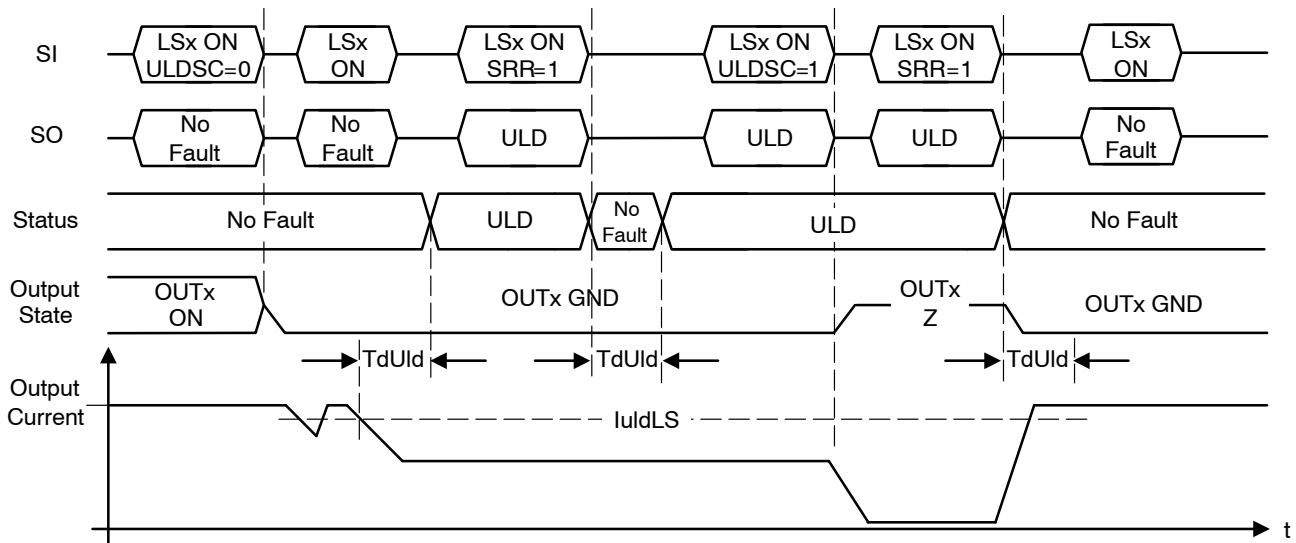 SI
LSx ON
ULDSC=0
LSx
ON
LSx ON
SRR=1
LSx ON
ULDSC=1
LSx ON
SRR=1
LSx
ON
SO
No
Fault
No
Fault
ULD
ULD
ULD
No
Fault
Status
No Fault
ULD
No
Fault
ULD
No Fault
Output
State
OUTx
ON
OUTx GND
OUTx
Z
OUTx GND
TdUld
TdUld
TdUld
Output
Current
IuldLS
t